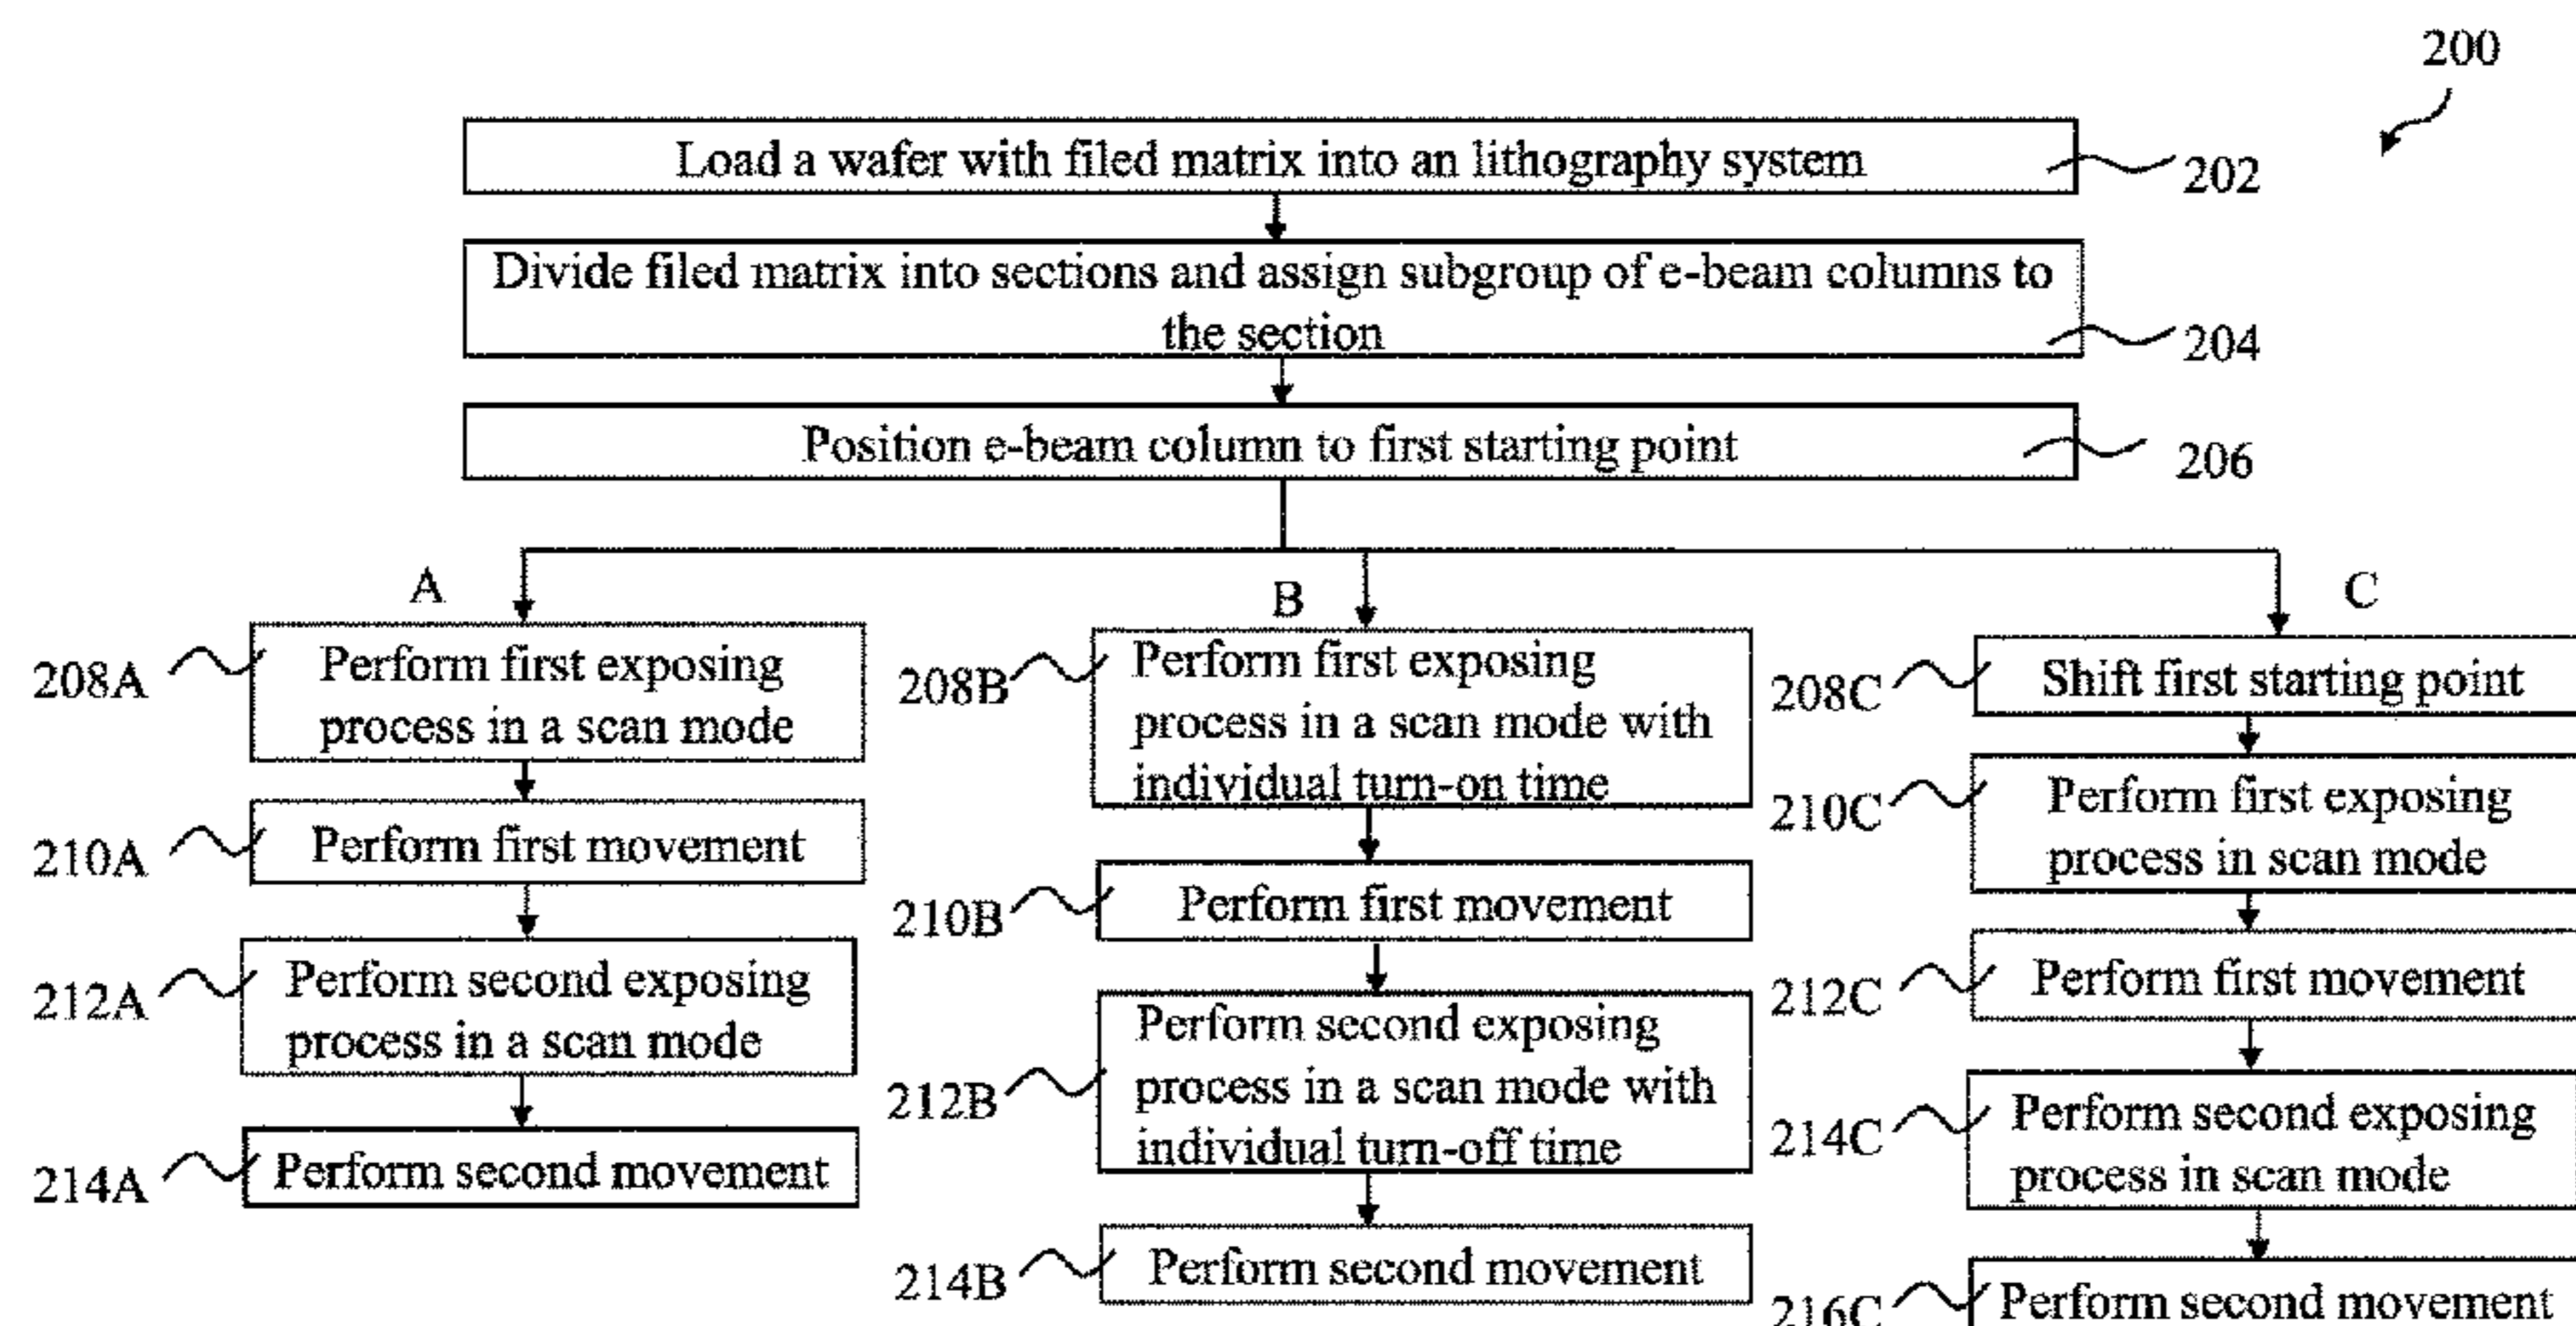 200
Load a wafer with filed matrix into an lithography system
202
Divide filed matrix into sections and assign subgroup of e-beam columns to
the section
204
Position e-beam column to first starting point
206
A
208A
Perform first exposing
process in a scan mode
210A
Perform first movement
212A
Perform second exposing
process in a scan mode
214A
Perform second movement
B
208B
Perform first exposing
process in a scan mode with
individual turn-on time
210B
Perform first movement
212B
Perform second exposing
process in a scan mode with
individual turn-off time
214B
Perform second movement
C
208C
Shift first starting point
210C
Perform first exposing
process in scan mode
212C
Perform first movement
214C
Perform second exposing
process in scan mode
216C
Perform second movement